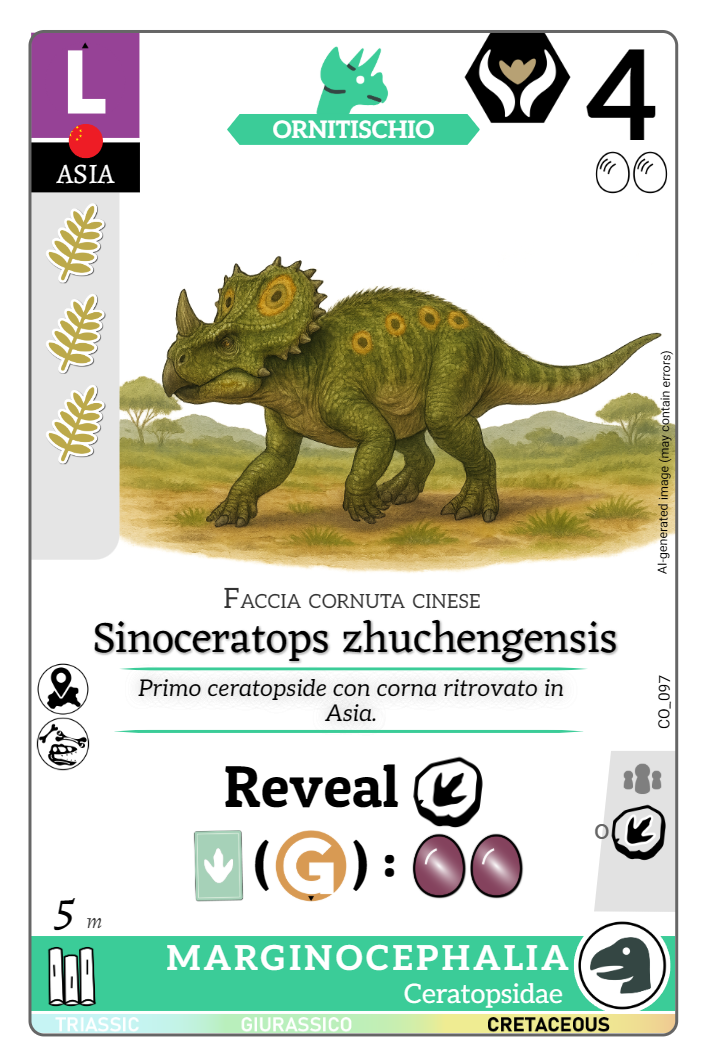 L
ASIA
ORNITISCHIO
4
AI-generated image (may contain errors)
Faccia cornuta cinese
Sinoceratops zhuchengensis
Primo ceratopside con corna ritrovato in
Asia.
CO_097
Reveal
(G) :
O
5 m
MARGINOCEPHALIA
Ceratopsidae
TRIASSIC GIURASSICO CRETACEOUS